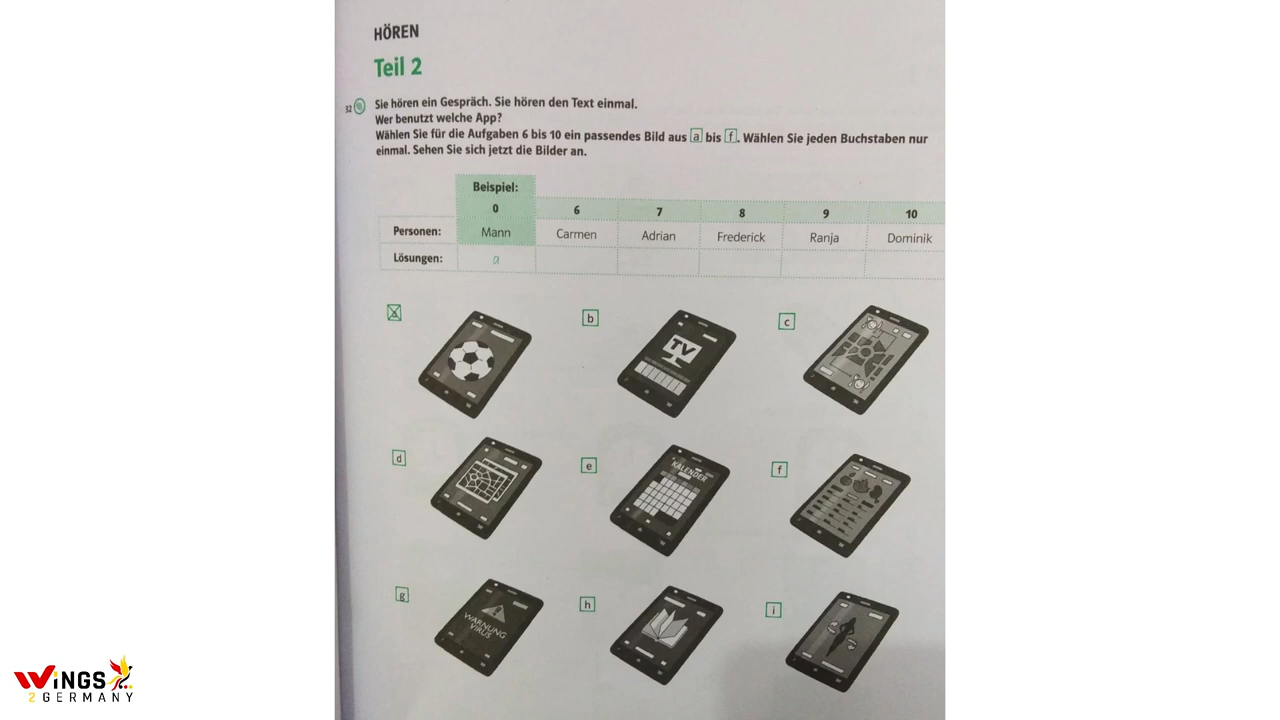 HÖREN
Teil 2
32 Sie hören ein Gespräch. Sie hören den Text einmal.
Wer benutzt welche App?
Wählen Sie für die Aufgaben 6 bis 10 ein passendes Bild aus a bis f. Wählen Sie jeden Buchstaben nur
einmal. Sehen Sie sich jetzt die Bilder an.
Beispiel:
0 6 7 8 9 10
Personen: Mann Carmen Adrian Frederick Ranja Dominik
Lösungen: a
a b c
TV
d e f
KALENDER
g h i
WARNUNG
VIRUS
WiNGS
2 GERMANY